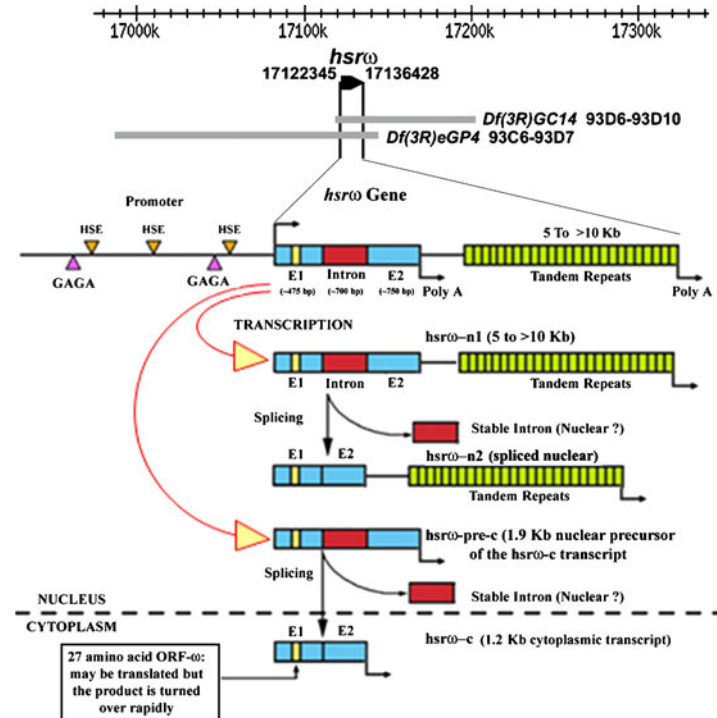 17000k 17100k 17200k 17300k
hsrω
17122345 17136428
Df(3R)GC14 93D6-93D10
Df(3R)eGP4 93C6-93D7
hsrω Gene
Promoter
HSE HSE HSE
5 To >10 Kb
GAGA GAGA
E1 Intron E2
(~475 bp) (~700 bp) (~750 bp)
Tandem Repeats
Poly A Poly A
TRANSCRIPTION
hsrω–n1 (5 to >10 Kb)
E1 Intron E2
Tandem Repeats
Splicing
Stable Intron (Nuclear ?)
hsrω–n2 (spliced nuclear)
E1 E2
Tandem Repeats
hsrω-pre-c (1.9 Kb nuclear precursor
of the hsrω-c transcript
Splicing
Stable Intron (Nuclear ?)
NUCLEUS
CYTOPLASM
E1 E2
hsrω–c (1.2 Kb cytoplasmic transcript)
27 amino acid ORF-ω:
may be translated but
the product is turned
over rapidly